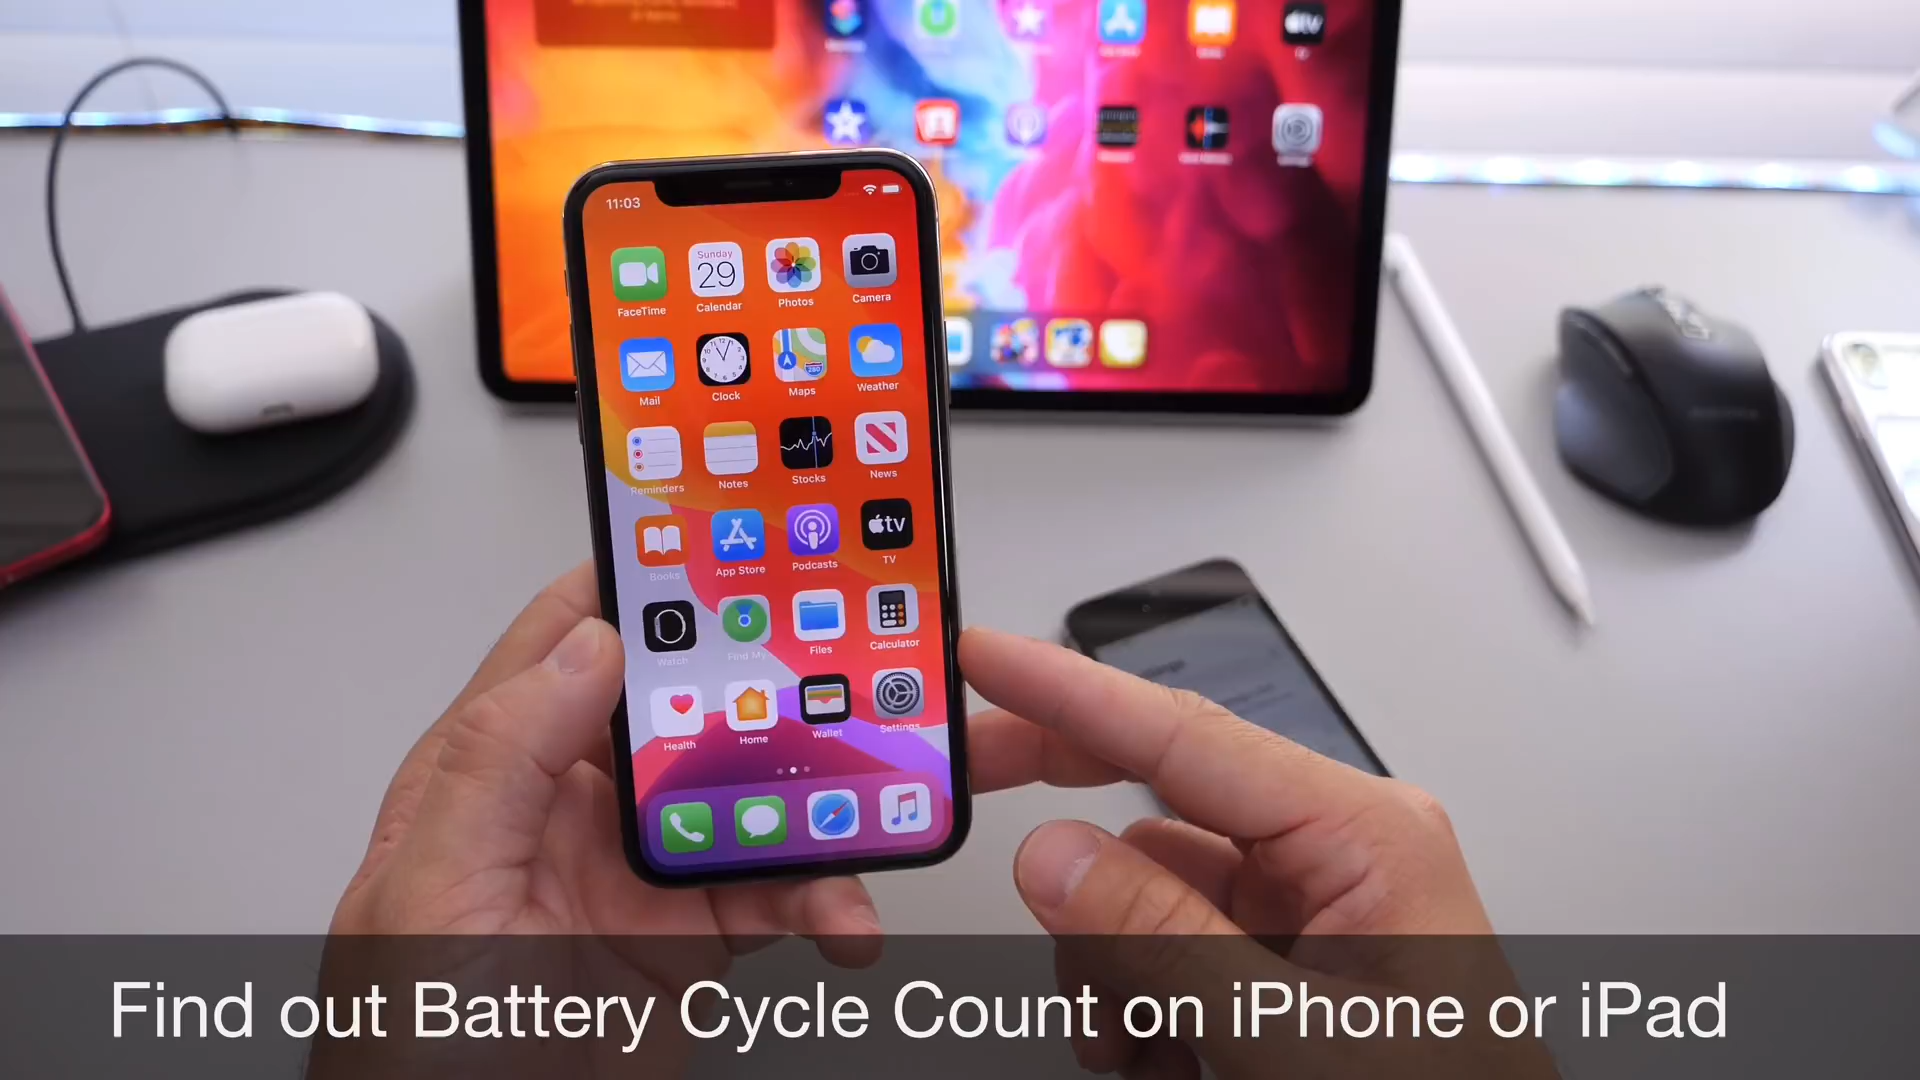 11:03
FaceTime
Sunday
29
Calendar
Photos
Camera
Mail
Clock
Maps
Weather
Reminders
Notes
Stocks
News
Books
App Store
Podcasts
tv
TV
Watch
Find My
Files
Calculator
Health
Home
Wallet
Settings
Find out Battery Cycle Count on iPhone or iPad